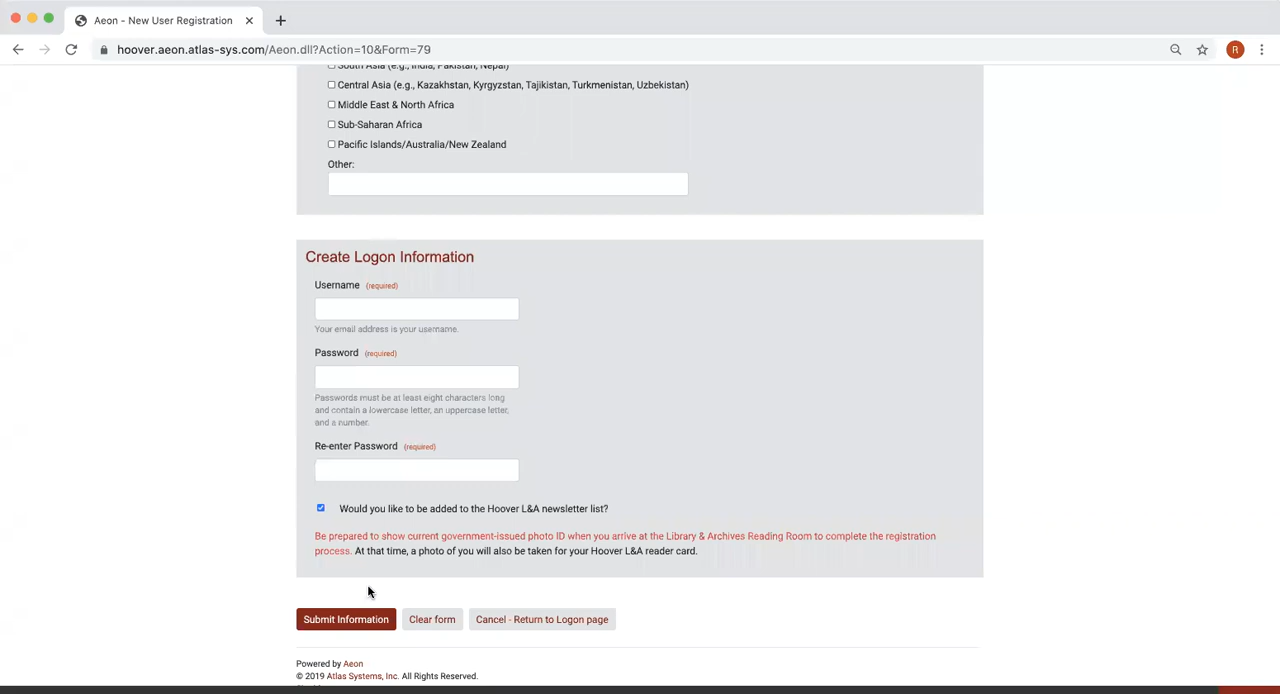 Aeon - New User Registration
hoover.aeon.atlas-sys.com/Aeon.dll?Action=10&Form=79
R
South Asia (e.g., India, Pakistan, Nepal)
Central Asia (e.g., Kazakhstan, Kyrgyzstan, Tajikistan, Turkmenistan, Uzbekistan)
Middle East & North Africa
Sub-Saharan Africa
Pacific Islands/Australia/New Zealand
Other:
Create Logon Information
Username (required)
Your email address is your username.
Password (required)
Passwords must be at least eight characters long
and contain a lowercase letter, an uppercase letter,
and a number.
Re-enter Password (required)
Would you like to be added to the Hoover L&A newsletter list?
Be prepared to show current government-issued photo ID when you arrive at the Library & Archives Reading Room to complete the registration
process. At that time, a photo of you will also be taken for your Hoover L&A reader card.
Submit Information Clear form Cancel - Return to Logon page
Powered by Aeon
© 2019 Atlas Systems, Inc. All Rights Reserved.